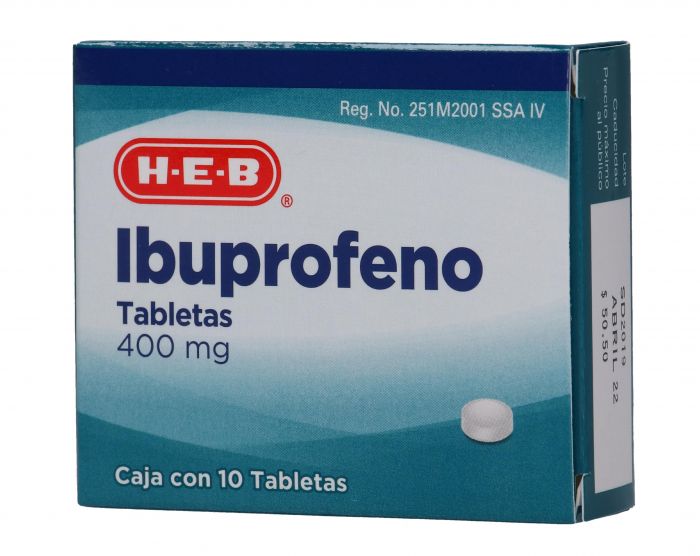 Reg. No. 251M2001 SSA IV
H-E-B
®
Ibuprofeno
Tabletas
400 mg
Caja con 10 Tabletas
Lote
Caducidad
Precio máximo
al público
SD2019
ABRIL 22
$ 50.50